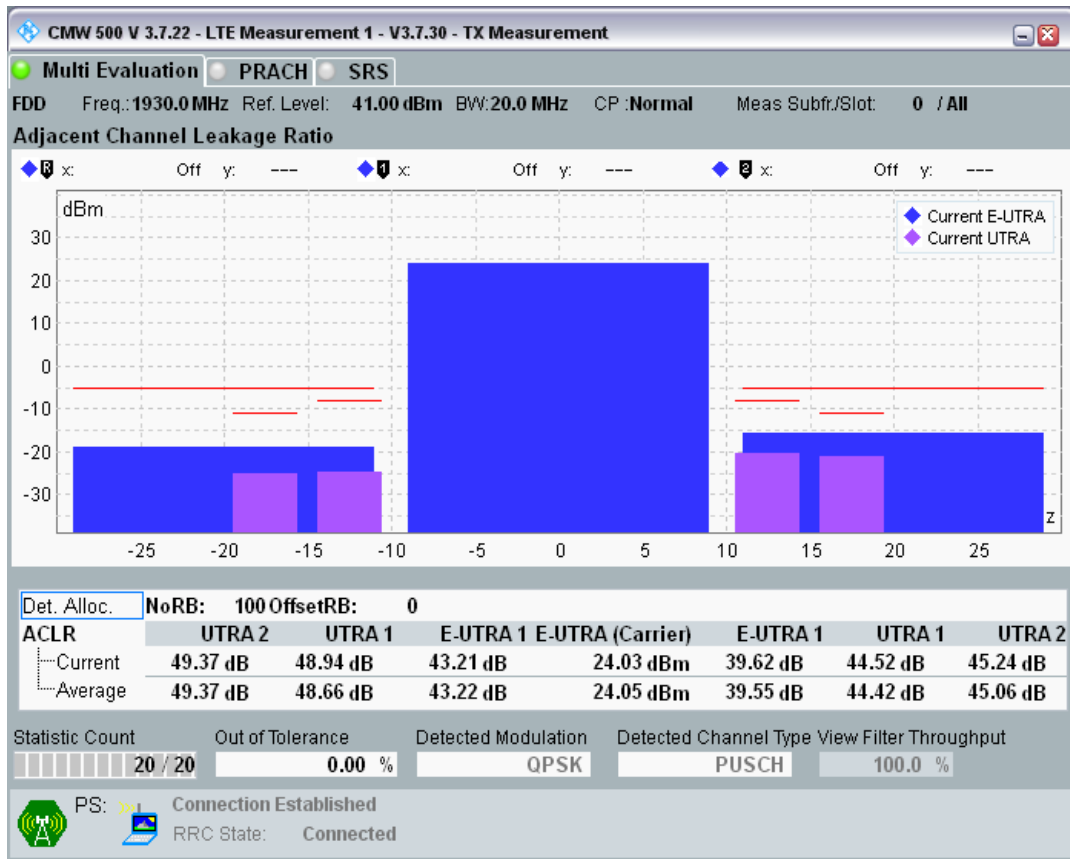 CMW 500 V 3.7.22 - LTE Measurement 1 - V3.7.30 - TX Measurement
Multi Evaluation PRACH SRS
FDD Freq.: 1930.0 MHz Ref. Level: 41.00 dBm BW: 20.0 MHz CP : Normal Meas Subfr./Slot: 0 / All
Adjacent Channel Leakage Ratio
R x: Off y: --- 1 x: Off y: --- 2 x: Off y: ---
dBm
Current E-UTRA
Current UTRA
30
20
10
0
-10
-20
-30
z
-25 -20 -15 -10 -5 0 5 10 15 20 25
Det. Alloc. NoRB: 100 OffsetRB: 0
ACLR UTRA 2 UTRA 1 E-UTRA 1 E-UTRA (Carrier) E-UTRA 1 UTRA 1 UTRA 2
Current 49.37 dB 48.94 dB 43.21 dB 24.03 dBm 39.62 dB 44.52 dB 45.24 dB
Average 49.37 dB 48.66 dB 43.22 dB 24.05 dBm 39.55 dB 44.42 dB 45.06 dB
Statistic Count Out of Tolerance Detected Modulation Detected Channel Type View Filter Throughput
20 / 20 0.00 % QPSK PUSCH 100.0 %
PS: Connection Established
RRC State: Connected